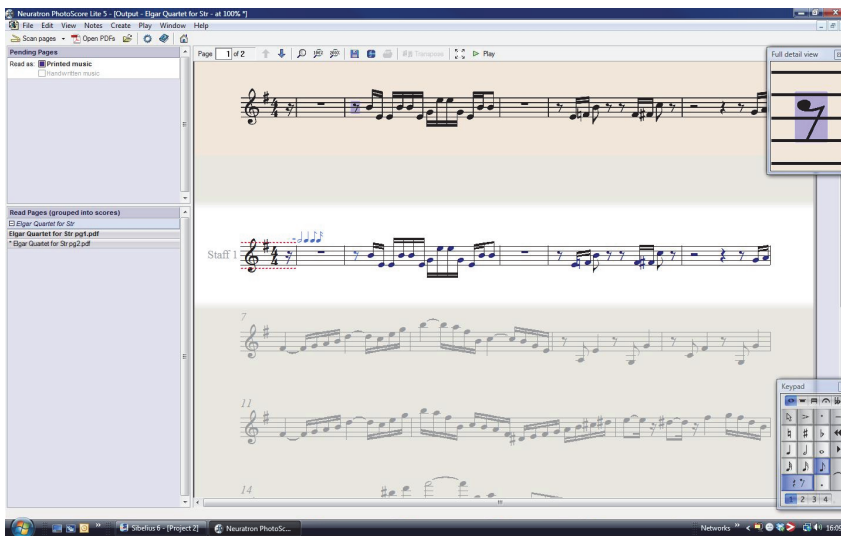 Neuratron PhotoScore Lite 5 - [Output - Elgar Quartet for Str - at 100% *]
File Edit View Notes Create Play Window Help
Scan pages Open PDFs
Pending Pages
Read as: Printed music
Handwritten music
Page 1 of 2 Transpose Play
Full detail view
Read Pages (grouped into scores)
Elgar Quartet for Str
Elgar Quartet for Str pg1.pdf
* Elgar Quartet for Str pg2.pdf
Staff 1
7
11
14
Keypad
1 2 3 4
Sibelius 6 - [Project 2] Neuratron PhotoSc... Networks 16:09